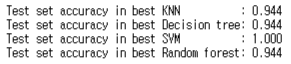 Test set accuracy in best KNN          : 0.944
Test set accuracy in best Decision tree: 0.944
Test set accuracy in best SVM          : 1.000
Test set accuracy in best Random forest: 0.944